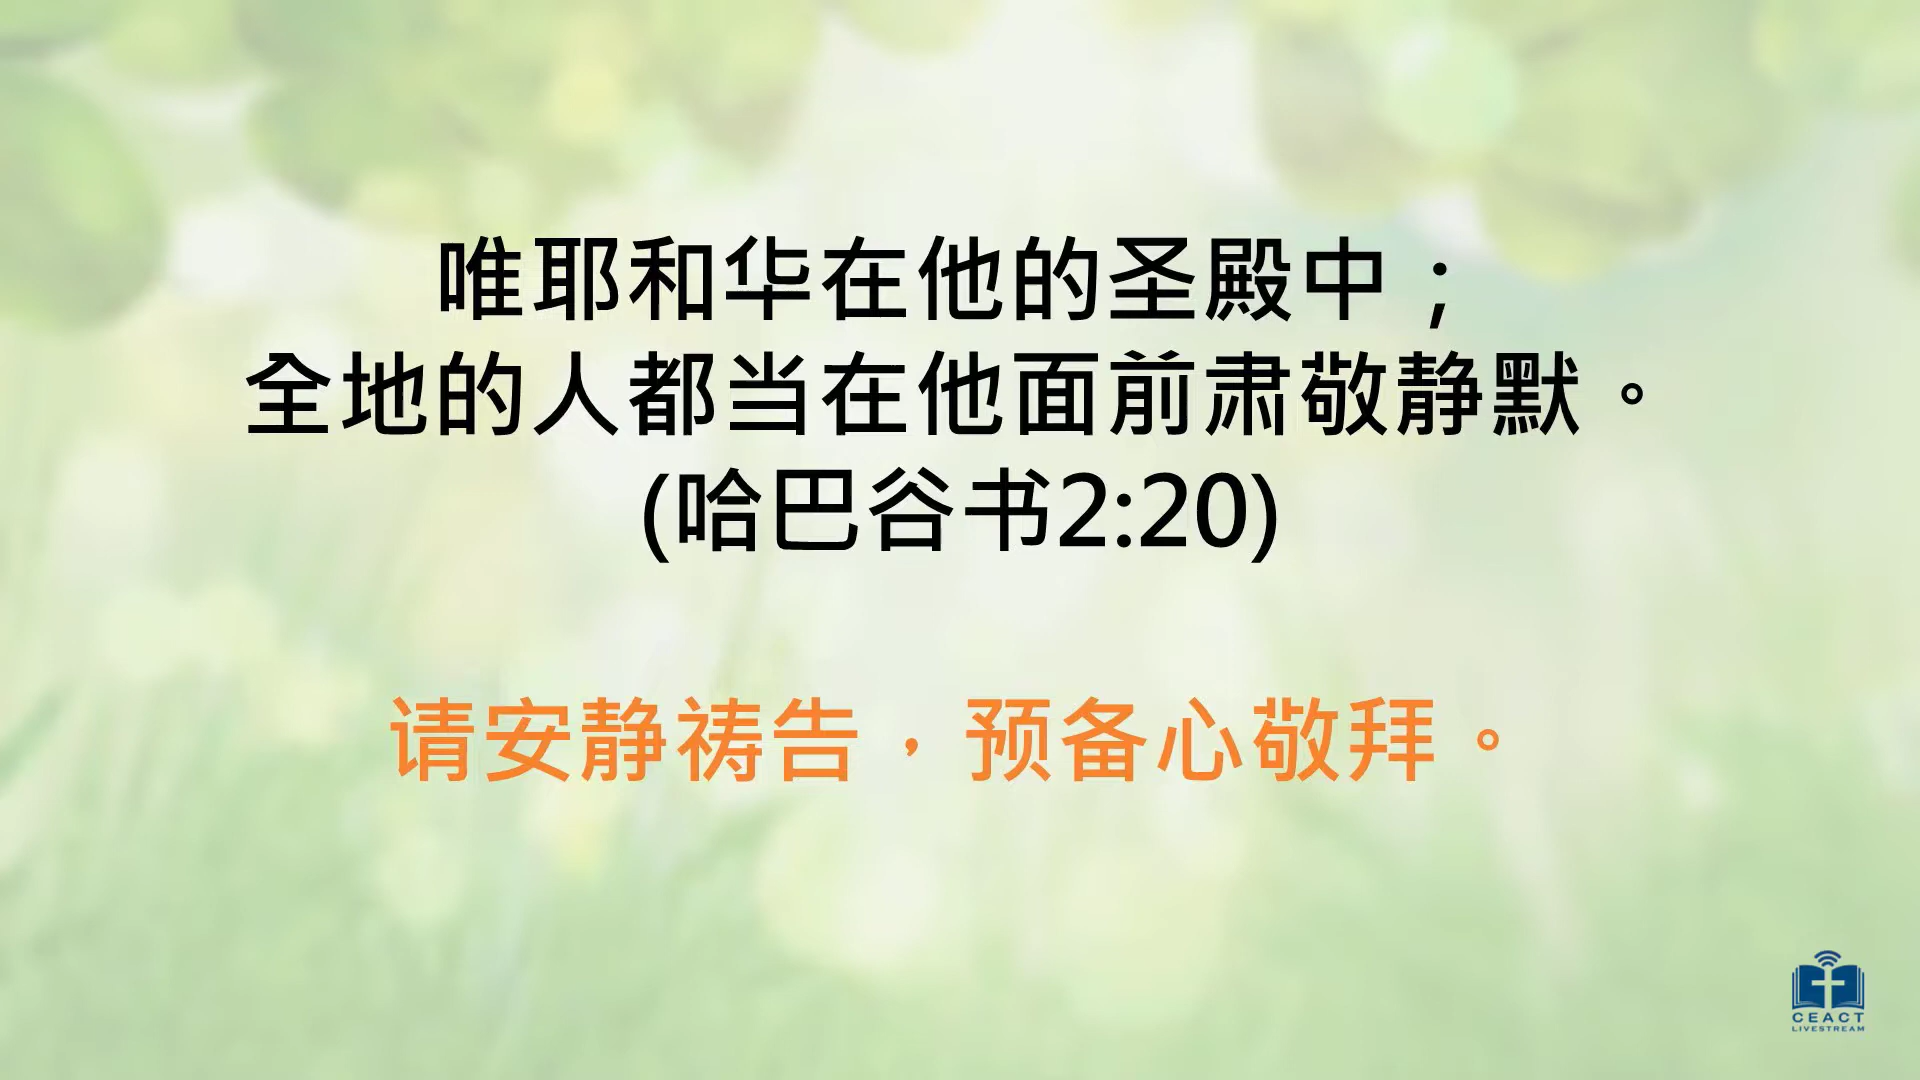 唯耶和华在他的圣殿中；
全地的人都当在他面前肃敬静默。
(哈巴谷书2:20)
请安静祷告，预备心敬拜。
CEACT
LIVESTREAM